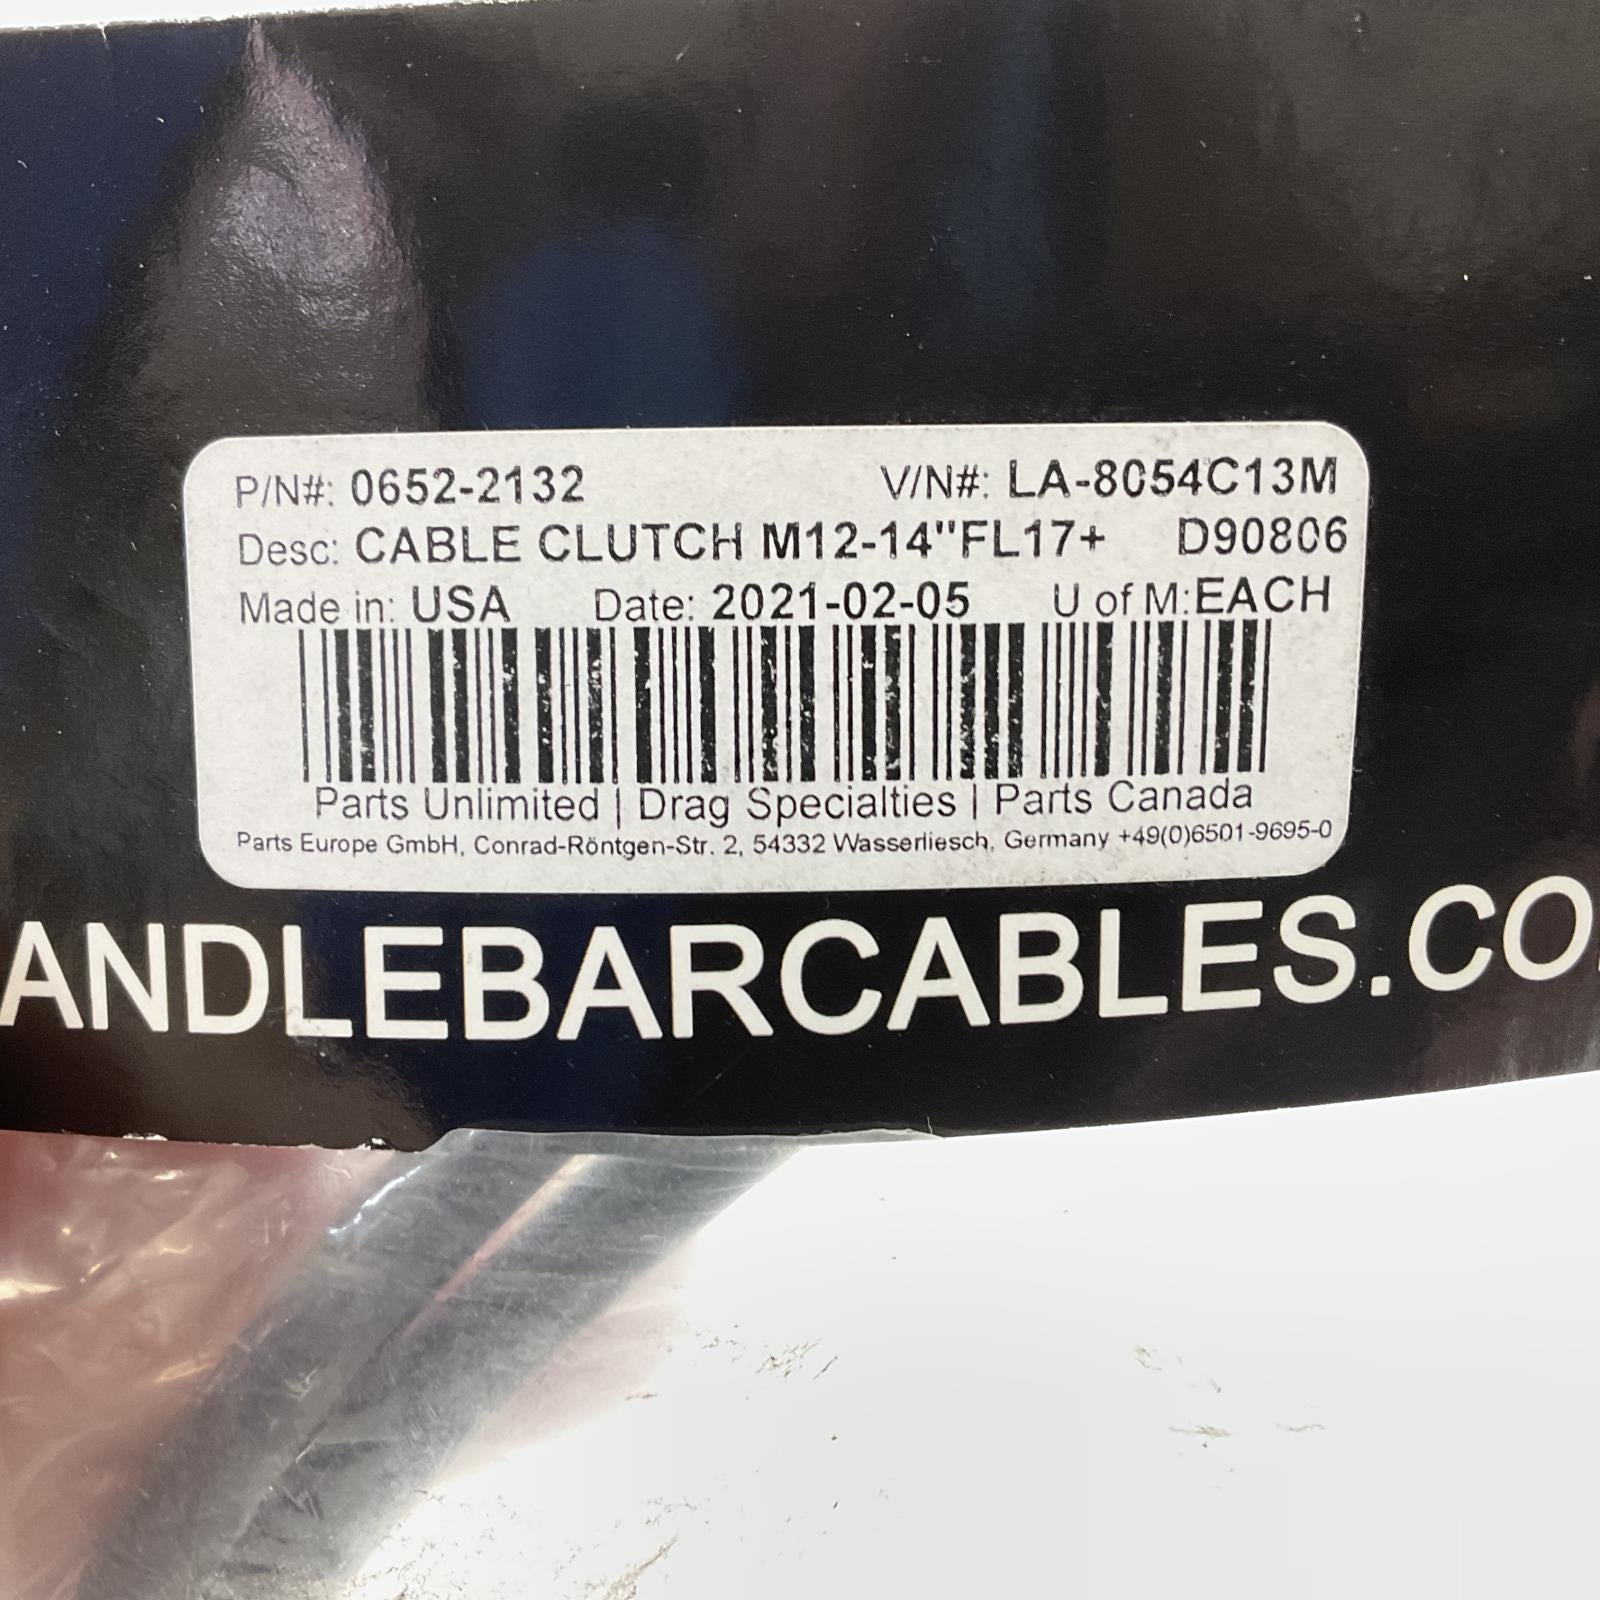 P/N#: 0652-2132 V/N#: LA-8054C13M
Desc: CABLE CLUTCH M12-14"FL17+ D90806
Made in: USA Date: 2021-02-05 U of M:EACH
Parts Unlimited | Drag Specialties | Parts Canada
Parts Europe GmbH, Conrad-Röntgen-Str. 2, 54332 Wasserliesch, Germany +49(0)6501-9695-0
ANDLEBARCABLES.CO